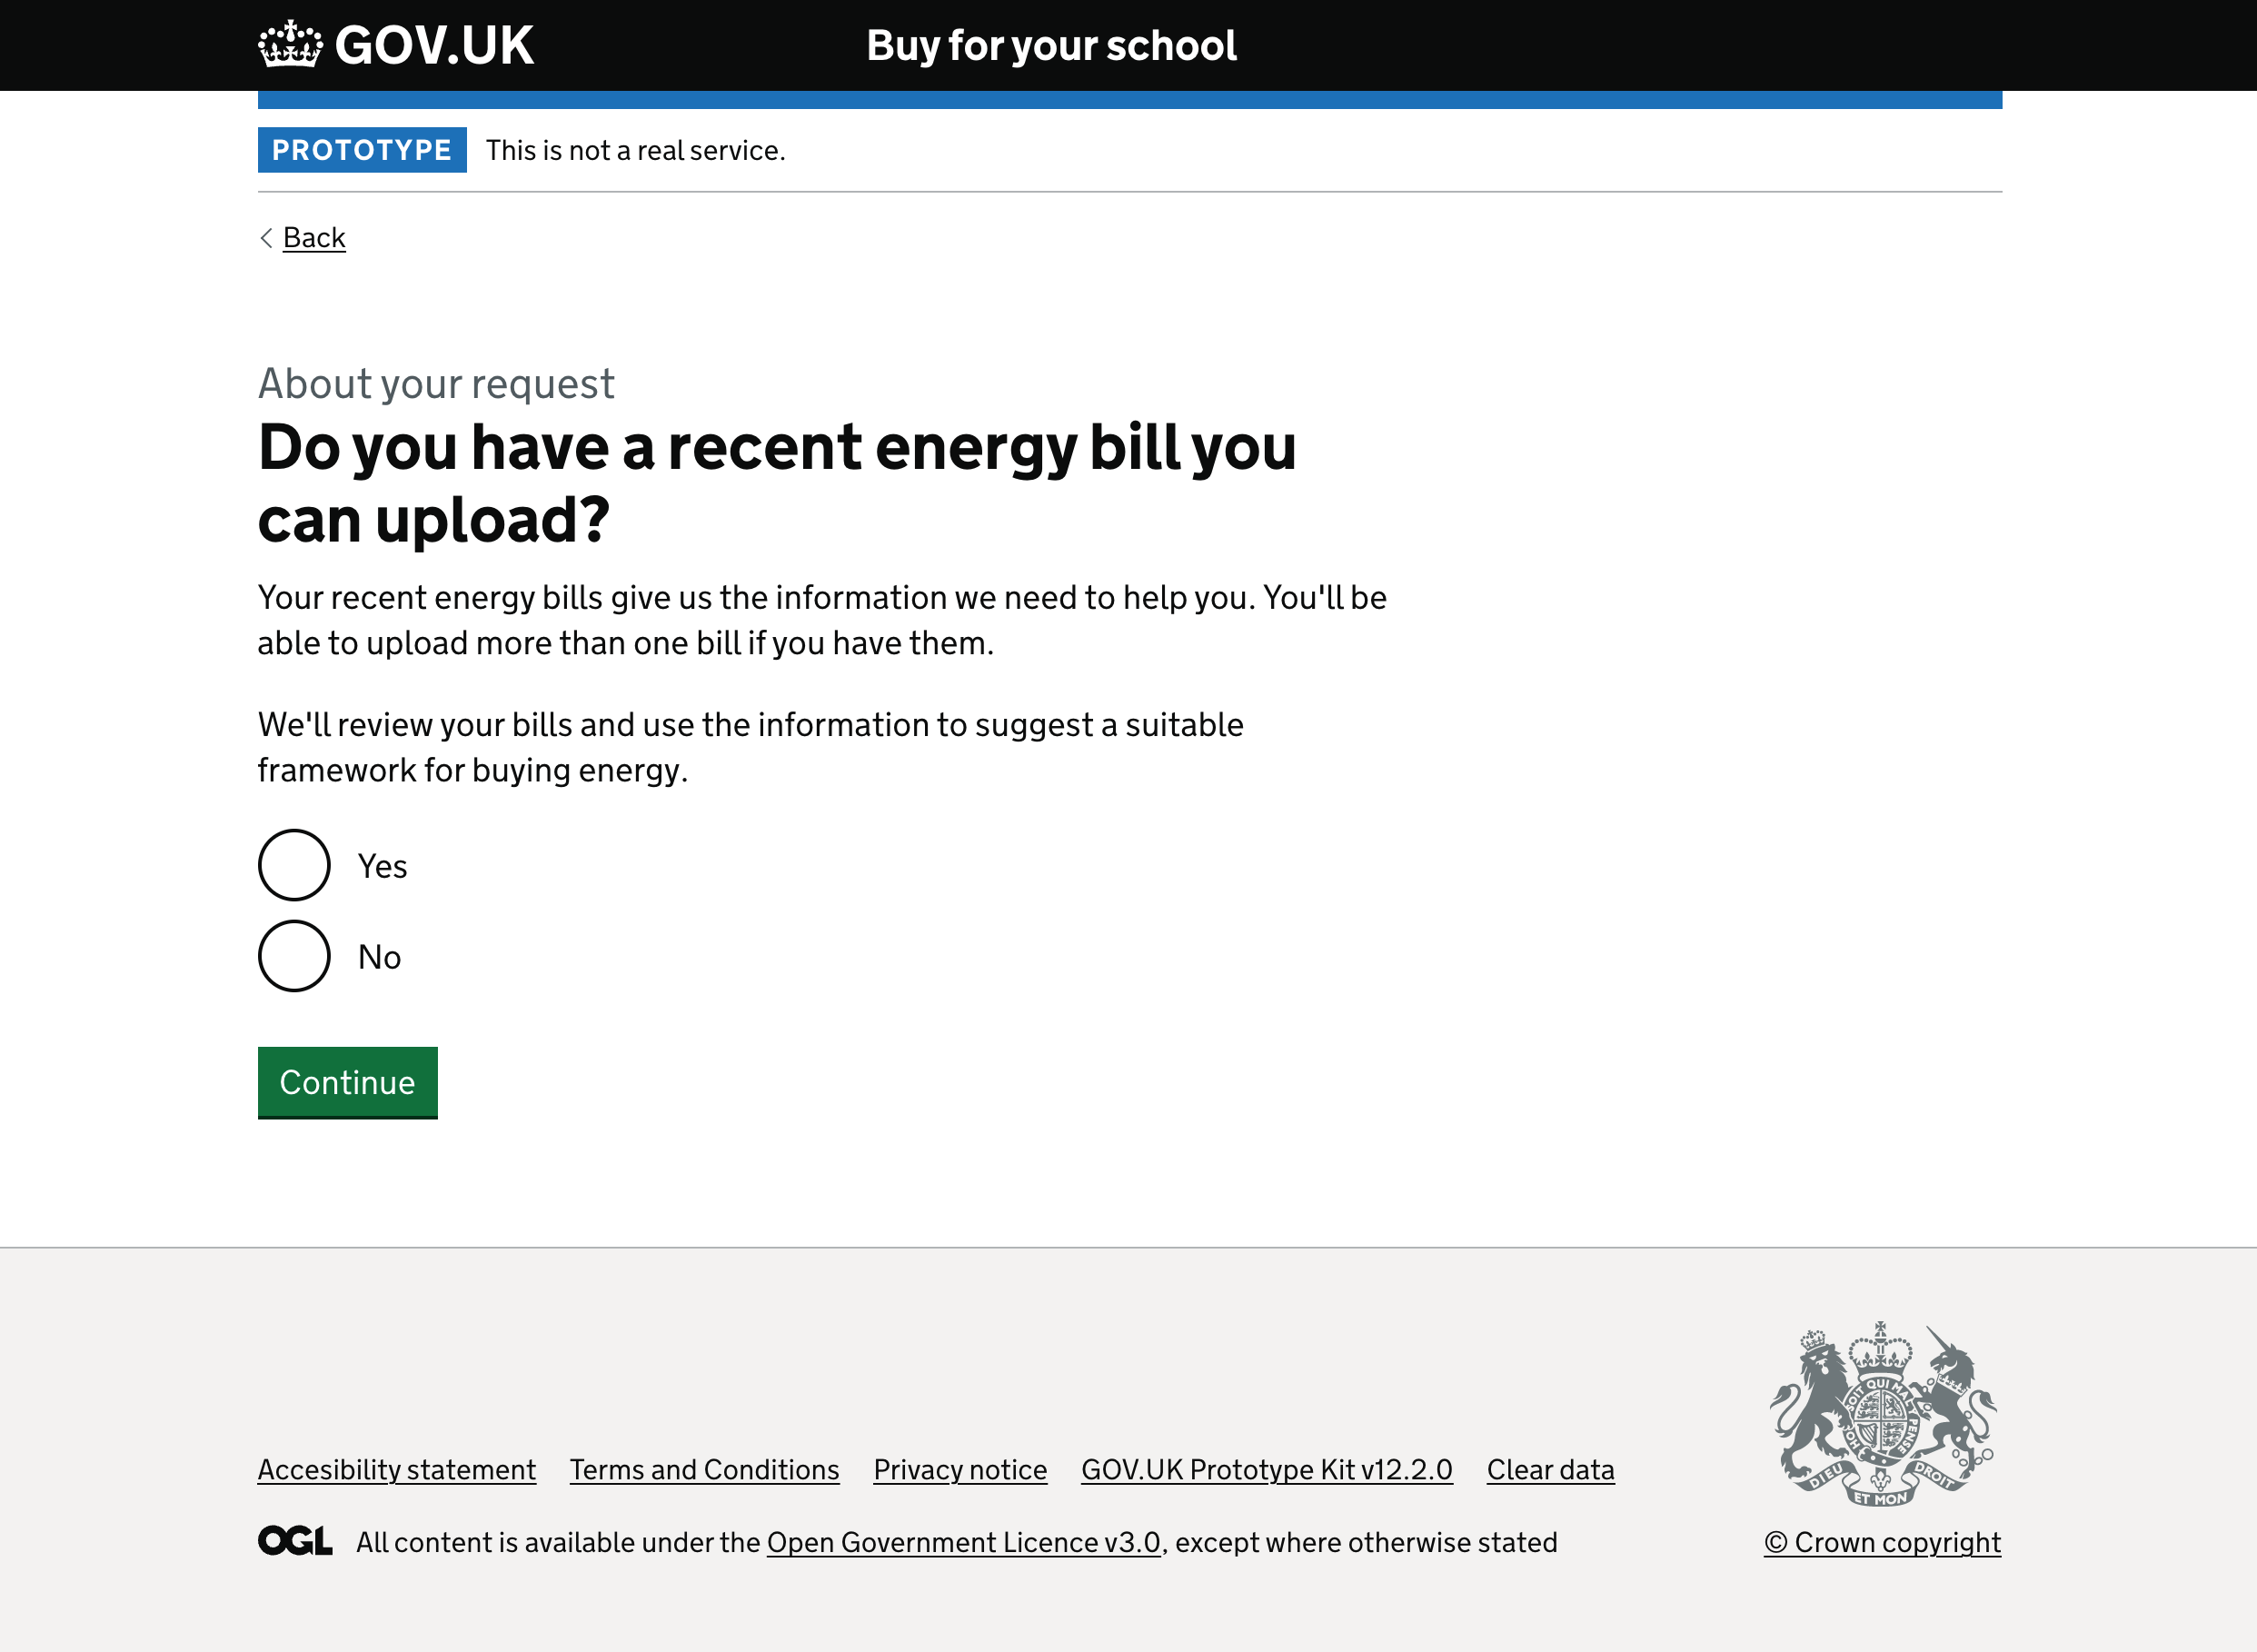 GOV.UK
Buy for your school
PROTOTYPE This is not a real service.
Back
About your request
Do you have a recent energy bill you
can upload?
Your recent energy bills give us the information we need to help you. You'll be
able to upload more than one bill if you have them.
We'll review your bills and use the information to suggest a suitable
framework for buying energy.
Yes
No
Continue
Accesibility statement Terms and Conditions Privacy notice GOV.UK Prototype Kit v12.2.0 Clear data
OGL All content is available under the Open Government Licence v3.0, except where otherwise stated
SOIT QUI MAL Y PENSE
HON
DIEU ET MON DROIT
© Crown copyright